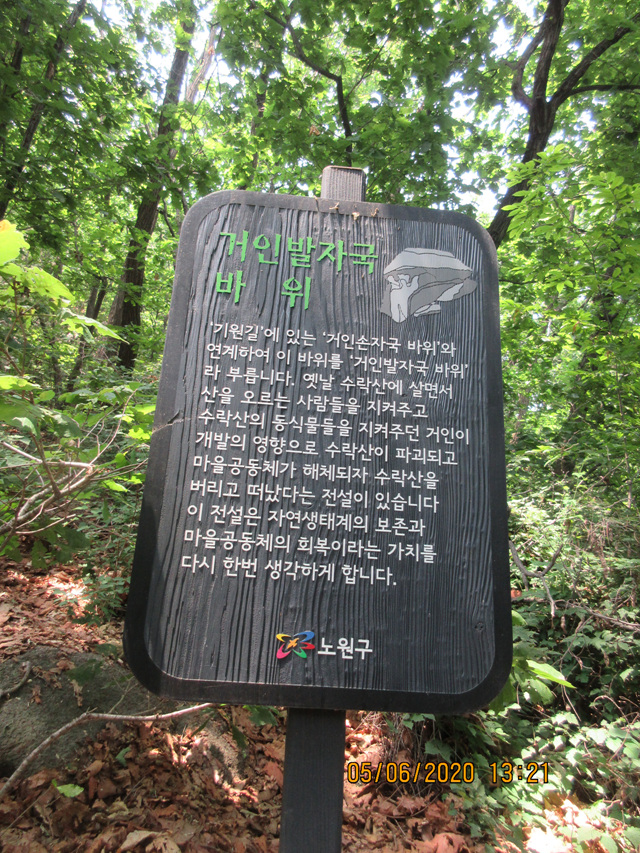 거인발자국
바 위
'기원길'에 있는 '거인손자국 바위'와
연계하여 이 바위를 '거인발자국 바위'
라 부릅니다. 옛날 수락산에 살면서
산을 오르는 사람들을 지켜주고
수락산의 동식물들을 지켜주던 거인이
개발의 영향으로 수락산이 파괴되고
마을공동체가 해체되자 수락산을
버리고 떠났다는 전설이 있습니다
이 전설은 자연생태계의 보존과
마을공동체의 회복이라는 가치를
다시 한번 생각하게 합니다.
노원구
05/06/2020 13:21